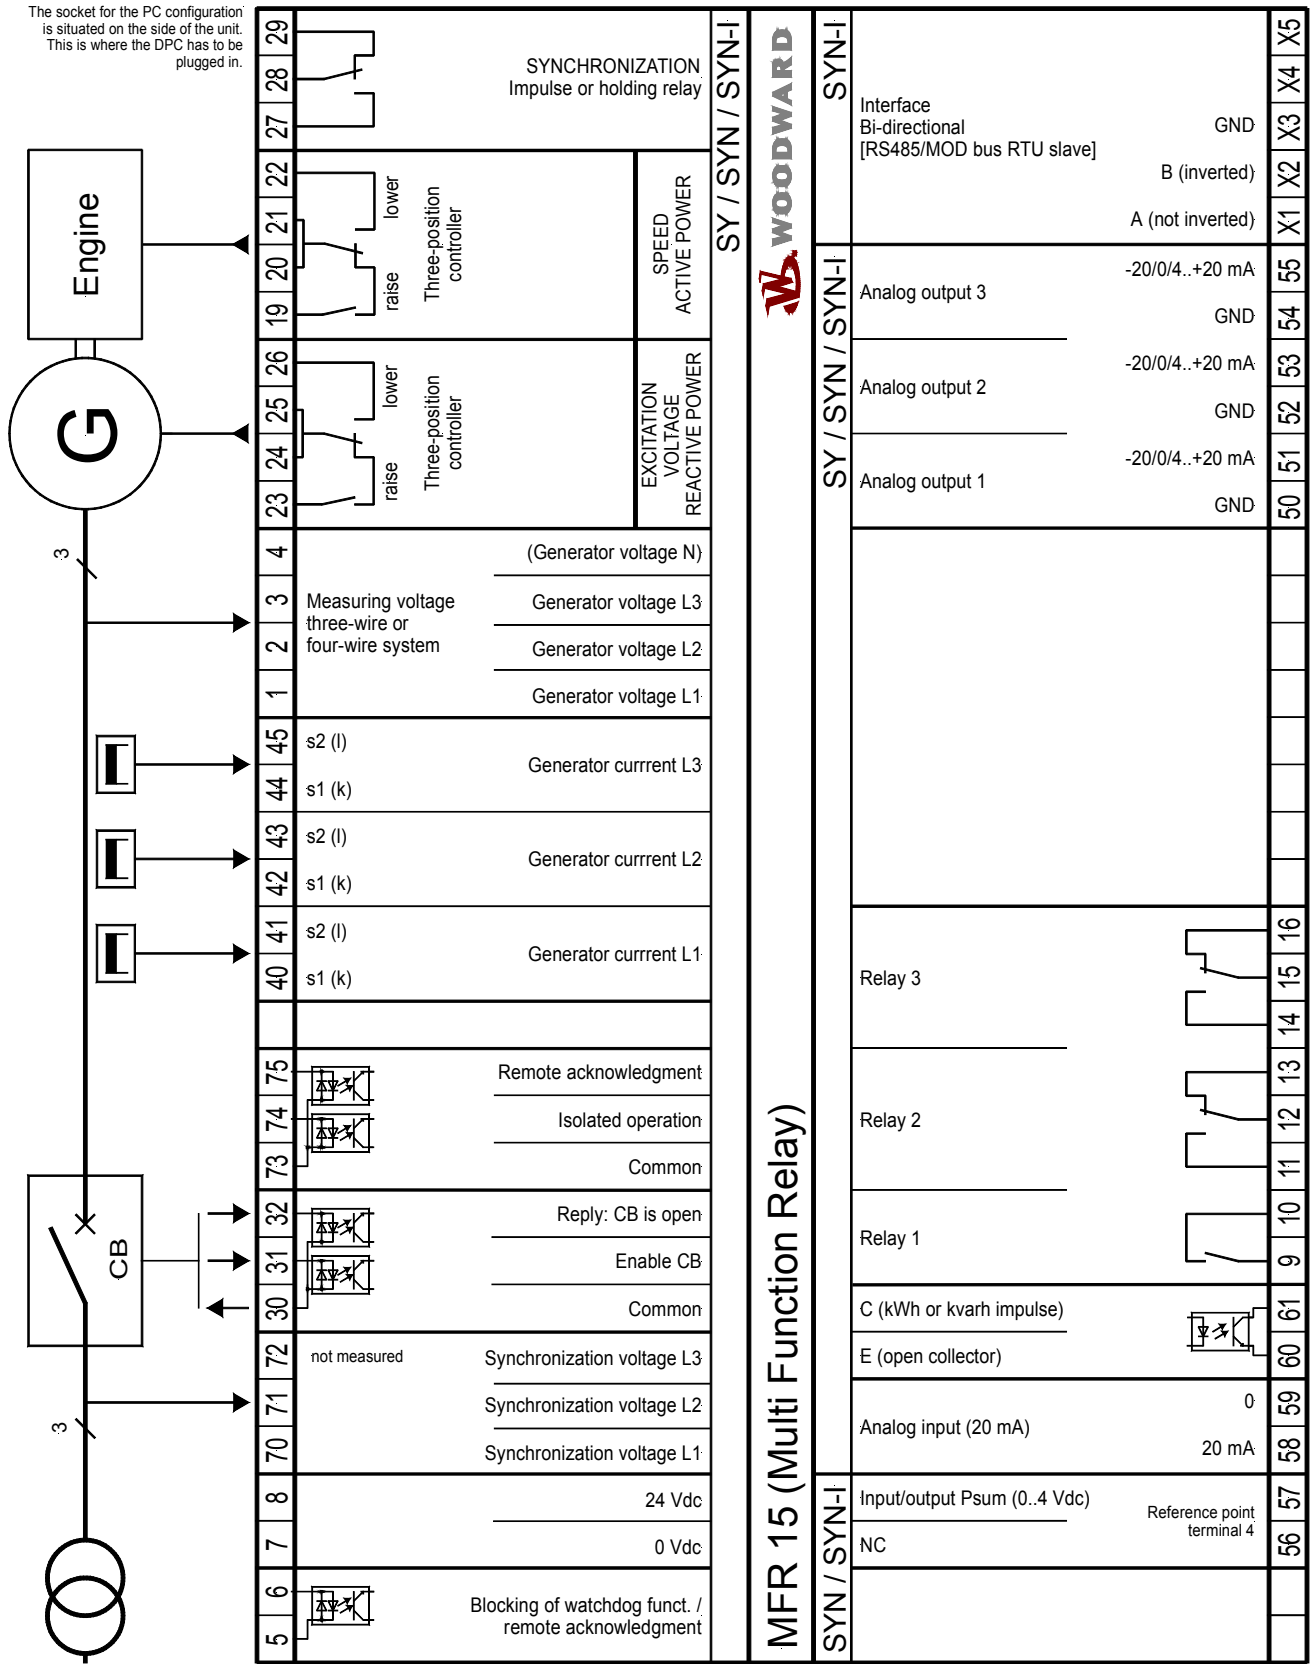 The socket for the PC configuration
is situated on the side of the unit.
This is where the DPC has to be
plugged in.
Engine
G
3
CB
3
29
28
27
SYNCHRONIZATION
Impulse or holding relay
22
21
20
19
lower
raise
Three-position
controller
SPEED
ACTIVE POWER
26
25
24
23
lower
raise
Three-position
controller
EXCITATION
VOLTAGE
REACTIVE POWER
4
3
2
1
Measuring voltage
three-wire or
four-wire system
(Generator voltage N)
Generator voltage L3
Generator voltage L2
Generator voltage L1
45
44
s2 (l)
s1 (k)
Generator currrent L3
43
42
s2 (l)
s1 (k)
Generator currrent L2
41
40
s2 (l)
s1 (k)
Generator currrent L1
75
Remote acknowledgment
74
Isolated operation
73
Common
32
Reply: CB is open
31
Enable CB
30
Common
72
not measured
Synchronization voltage L3
71
Synchronization voltage L2
70
Synchronization voltage L1
8
24 Vdc
7
0 Vdc
6
5
Blocking of watchdog funct. /
remote acknowledgment
SY / SYN / SYN-I
WOODWARD
MFR 15 (Multi Function Relay)
SYN-I
Interface
Bi-directional
[RS485/MOD bus RTU slave]
GND
B (inverted)
A (not inverted)
X5
X4
X3
X2
X1
SY / SYN / SYN-I
Analog output 3
-20/0/4..+20 mA
GND
55
54
Analog output 2
-20/0/4..+20 mA
GND
53
52
Analog output 1
-20/0/4..+20 mA
GND
51
50
Relay 3
16
15
14
Relay 2
13
12
11
Relay 1
10
9
C (kWh or kvarh impulse)
61
E (open collector)
60
Analog input (20 mA)
0
59
20 mA
58
SYN / SYN-I
Input/output Psum (0..4 Vdc)
Reference point
terminal 4
57
NC
56